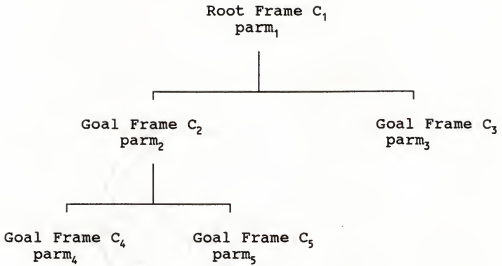 Root Frame C₁
parm₁
Goal Frame C₂
parm₂
Goal Frame C₃
parm₃
Goal Frame C₄
parm₄
Goal Frame C₅
parm₅